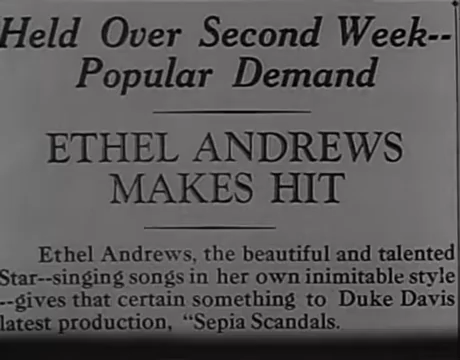 Held Over Second Week--
Popular Demand
ETHEL ANDREWS
MAKES HIT
Ethel Andrews, the beautiful and talented
Star--singing songs in her own inimitable style
--gives that certain something to Duke Davis
latest production, "Sepia Scandals.